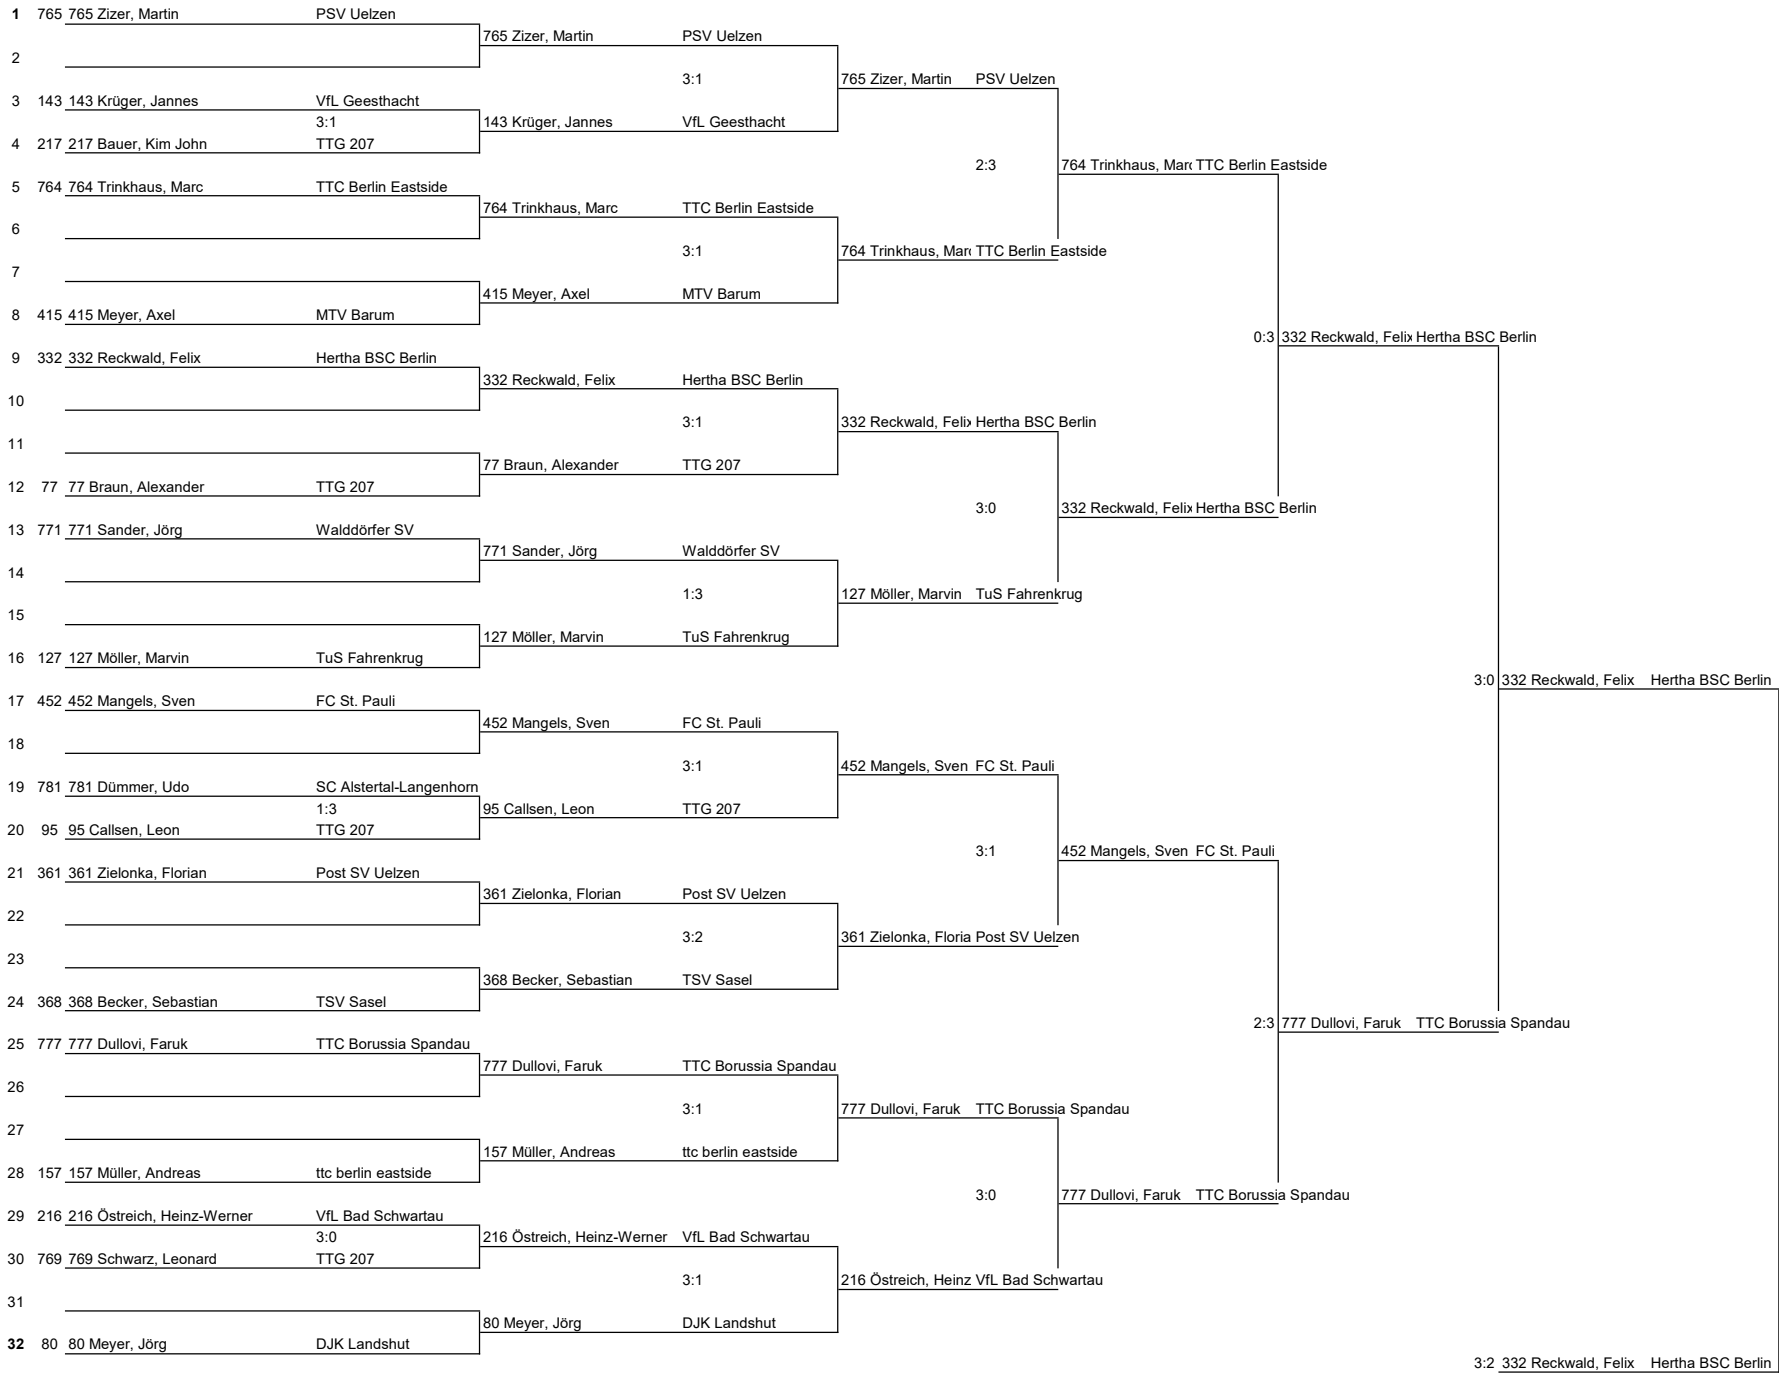 1 765 765 Zizer, Martin PSV Uelzen
765 Zizer, Martin PSV Uelzen
2
3:1 765 Zizer, Martin PSV Uelzen
3 143 143 Krüger, Jannes VfL Geesthacht
3:1 143 Krüger, Jannes VfL Geesthacht
4 217 217 Bauer, Kim John TTG 207
2:3 764 Trinkhaus, Marc TTC Berlin Eastside
5 764 764 Trinkhaus, Marc TTC Berlin Eastside
764 Trinkhaus, Marc TTC Berlin Eastside
6
3:1 764 Trinkhaus, Marc TTC Berlin Eastside
7
415 Meyer, Axel MTV Barum
8 415 415 Meyer, Axel MTV Barum
0:3 332 Reckwald, Felix Hertha BSC Berlin
9 332 332 Reckwald, Felix Hertha BSC Berlin
332 Reckwald, Felix Hertha BSC Berlin
10
3:1 332 Reckwald, Felix Hertha BSC Berlin
11
77 Braun, Alexander TTG 207
12 77 77 Braun, Alexander TTG 207
3:0 332 Reckwald, Felix Hertha BSC Berlin
13 771 771 Sander, Jörg Walddörfer SV
771 Sander, Jörg Walddörfer SV
14
1:3 127 Möller, Marvin TuS Fahrenkrug
15
127 Möller, Marvin TuS Fahrenkrug
16 127 127 Möller, Marvin TuS Fahrenkrug
3:0 332 Reckwald, Felix Hertha BSC Berlin
17 452 452 Mangels, Sven FC St. Pauli
452 Mangels, Sven FC St. Pauli
18
3:1 452 Mangels, Sven FC St. Pauli
19 781 781 Dümmer, Udo SC Alstertal-Langenhorn
1:3 95 Callsen, Leon TTG 207
20 95 95 Callsen, Leon TTG 207
3:1 452 Mangels, Sven FC St. Pauli
21 361 361 Zielonka, Florian Post SV Uelzen
361 Zielonka, Florian Post SV Uelzen
22
3:2 361 Zielonka, Floria Post SV Uelzen
23
368 Becker, Sebastian TSV Sasel
24 368 368 Becker, Sebastian TSV Sasel
2:3 777 Dullovi, Faruk TTC Borussia Spandau
25 777 777 Dullovi, Faruk TTC Borussia Spandau
777 Dullovi, Faruk TTC Borussia Spandau
26
3:1 777 Dullovi, Faruk TTC Borussia Spandau
27
157 Müller, Andreas ttc berlin eastside
28 157 157 Müller, Andreas ttc berlin eastside
3:0 777 Dullovi, Faruk TTC Borussia Spandau
29 216 216 Östreich, Heinz-Werner VfL Bad Schwartau
3:0 216 Östreich, Heinz-Werner VfL Bad Schwartau
30 769 769 Schwarz, Leonard TTG 207
3:1 216 Östreich, Heinz VfL Bad Schwartau
31
80 Meyer, Jörg DJK Landshut
32 80 80 Meyer, Jörg DJK Landshut
3:2 332 Reckwald, Felix Hertha BSC Berlin